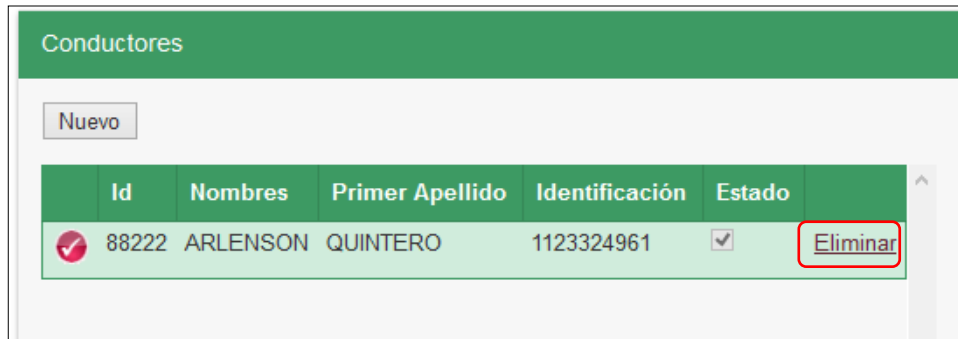 Conductores
Nuevo
Id Nombres Primer Apellido Identificación Estado
88222 ARLENSON QUINTERO 1123324961 Eliminar